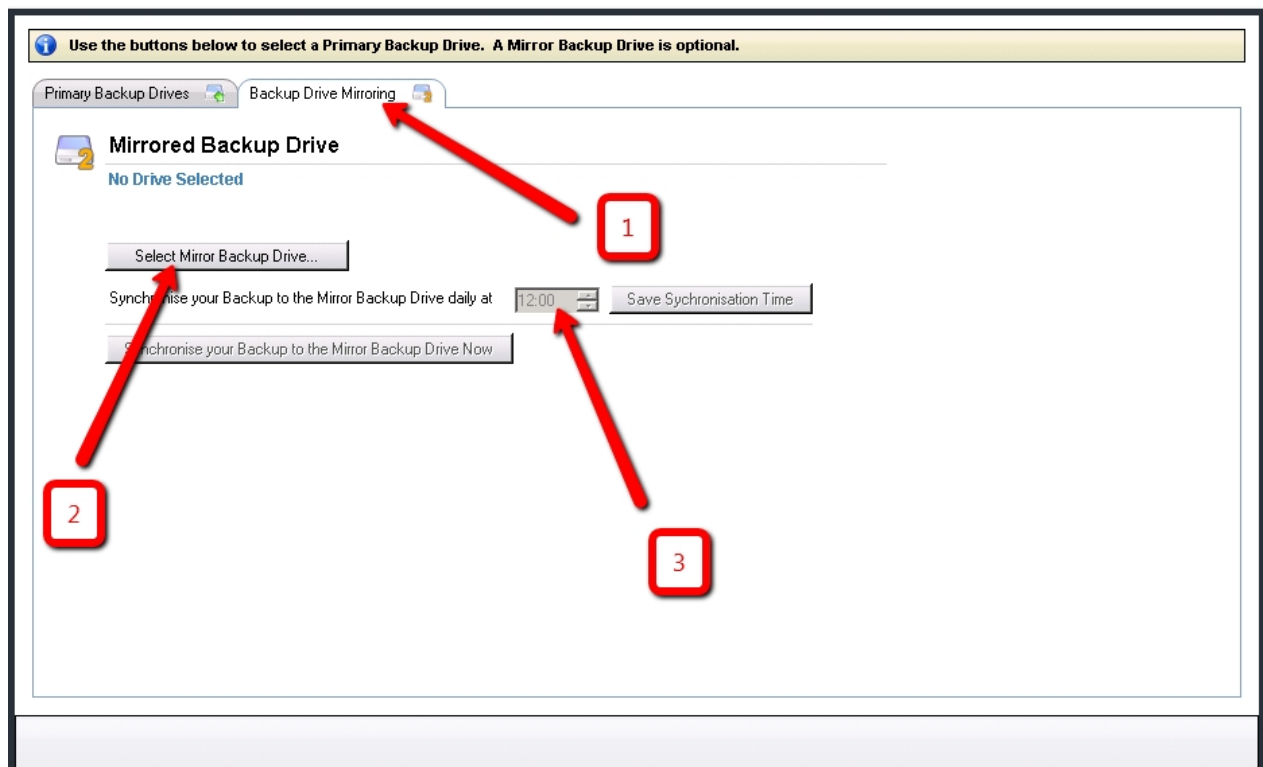 Use the buttons below to select a Primary Backup Drive. A Mirror Backup Drive is optional.
Primary Backup Drives Backup Drive Mirroring
Mirrored Backup Drive
No Drive Selected
1
Select Mirror Backup Drive...
Synchronise your Backup to the Mirror Backup Drive daily at 12:00 Save Sychronisation Time
Synchronise your Backup to the Mirror Backup Drive Now
2
3